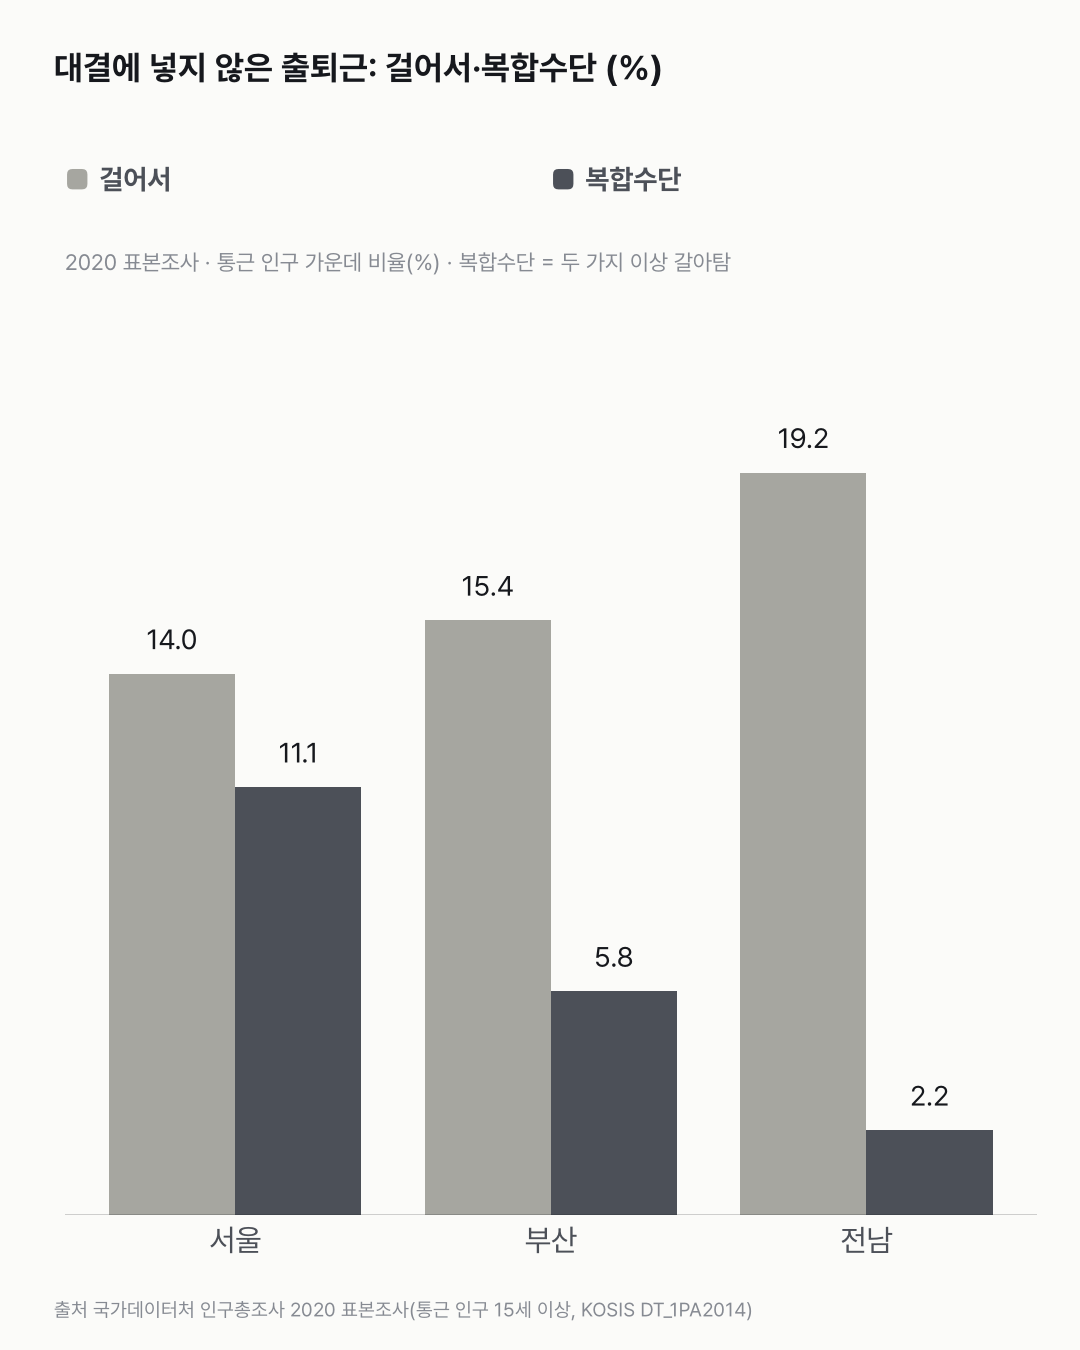 대결에 넣지 않은 출퇴근: 걸어서·복합수단 (%)
걸어서
복합수단
2020 표본조사 · 통근 인구 가운데 비율(%) · 복합수단 = 두 가지 이상 갈아탐
14.0
11.1
15.4
5.8
19.2
2.2
서울
부산
전남
출처 국가데이터처 인구총조사 2020 표본조사(통근 인구 15세 이상, KOSIS DT_1PA2014)